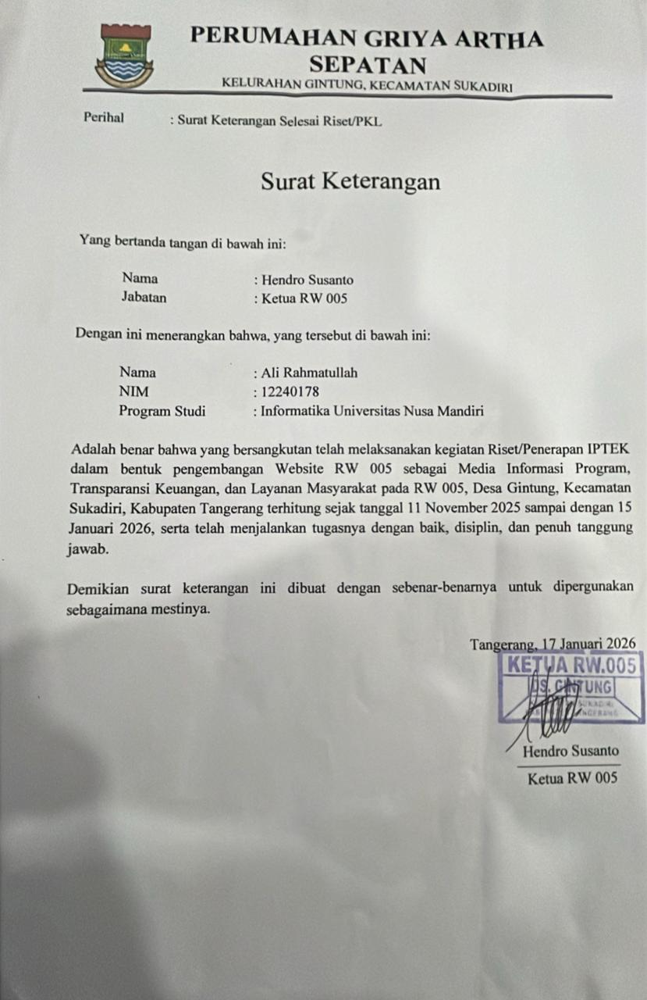 PERUMAHAN GRIYA ARTHA
SEPATAN
KELURAHAN GINTUNG, KECAMATAN SUKADIRI
Perihal : Surat Keterangan Selesai Riset/PKL
Surat Keterangan
Yang bertanda tangan di bawah ini:
Nama : Hendro Susanto
Jabatan : Ketua RW 005
Dengan ini menerangkan bahwa, yang tersebut di bawah ini:
Nama : Ali Rahmatullah
NIM : 12240178
Program Studi : Informatika Universitas Nusa Mandiri
Adalah benar bahwa yang bersangkutan telah melaksanakan kegiatan Riset/Penerapan IPTEK
dalam bentuk pengembangan Website RW 005 sebagai Media Informasi Program,
Transparansi Keuangan, dan Layanan Masyarakat pada RW 005, Desa Gintung, Kecamatan
Sukadiri, Kabupaten Tangerang terhitung sejak tanggal 11 November 2025 sampai dengan 15
Januari 2026, serta telah menjalankan tugasnya dengan baik, disiplin, dan penuh tanggung
jawab.
Demikian surat keterangan ini dibuat dengan sebenar-benarnya untuk dipergunakan
sebagaimana mestinya.
Tangerang, 17 Januari 2026
KETUA RW.005
DS. GINTUNG
SUKADIRI
Hendro Susanto
Ketua RW 005